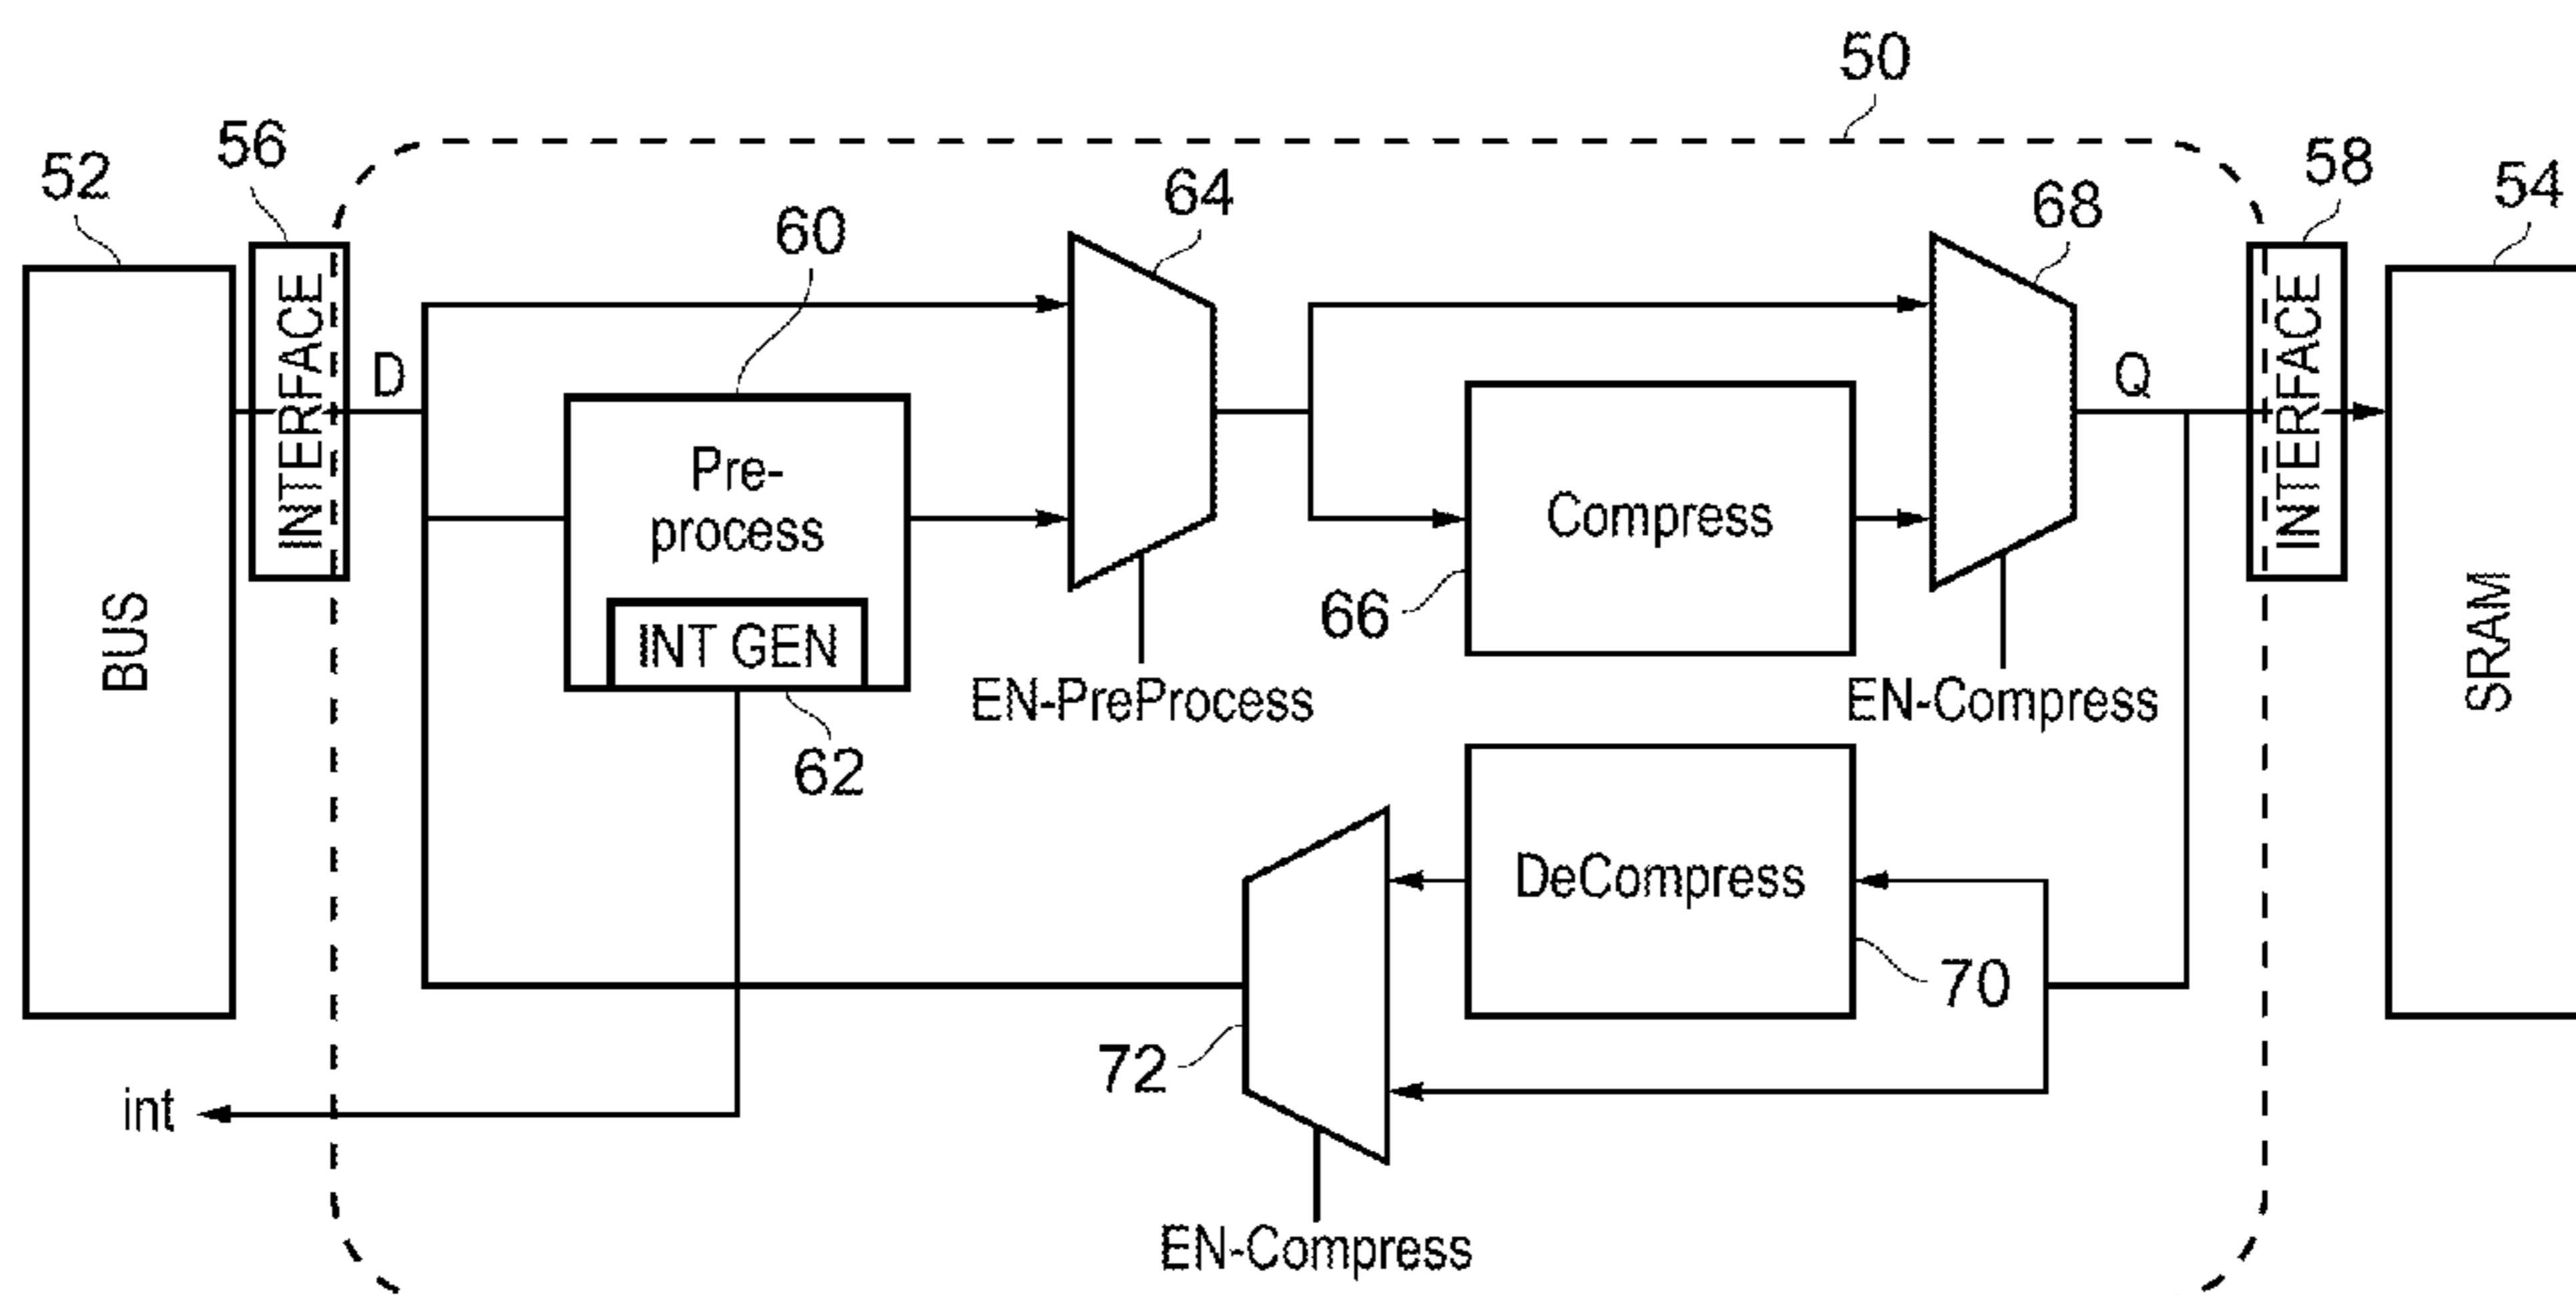 50
52
56
64
68
58
54
60
INTERFACE
D
Pre-
process
INT GEN
62
BUS
EN-PreProcess
66
Compress
EN-Compress
Q
INTERFACE
SRAM
DeCompress
70
72
int
EN-Compress